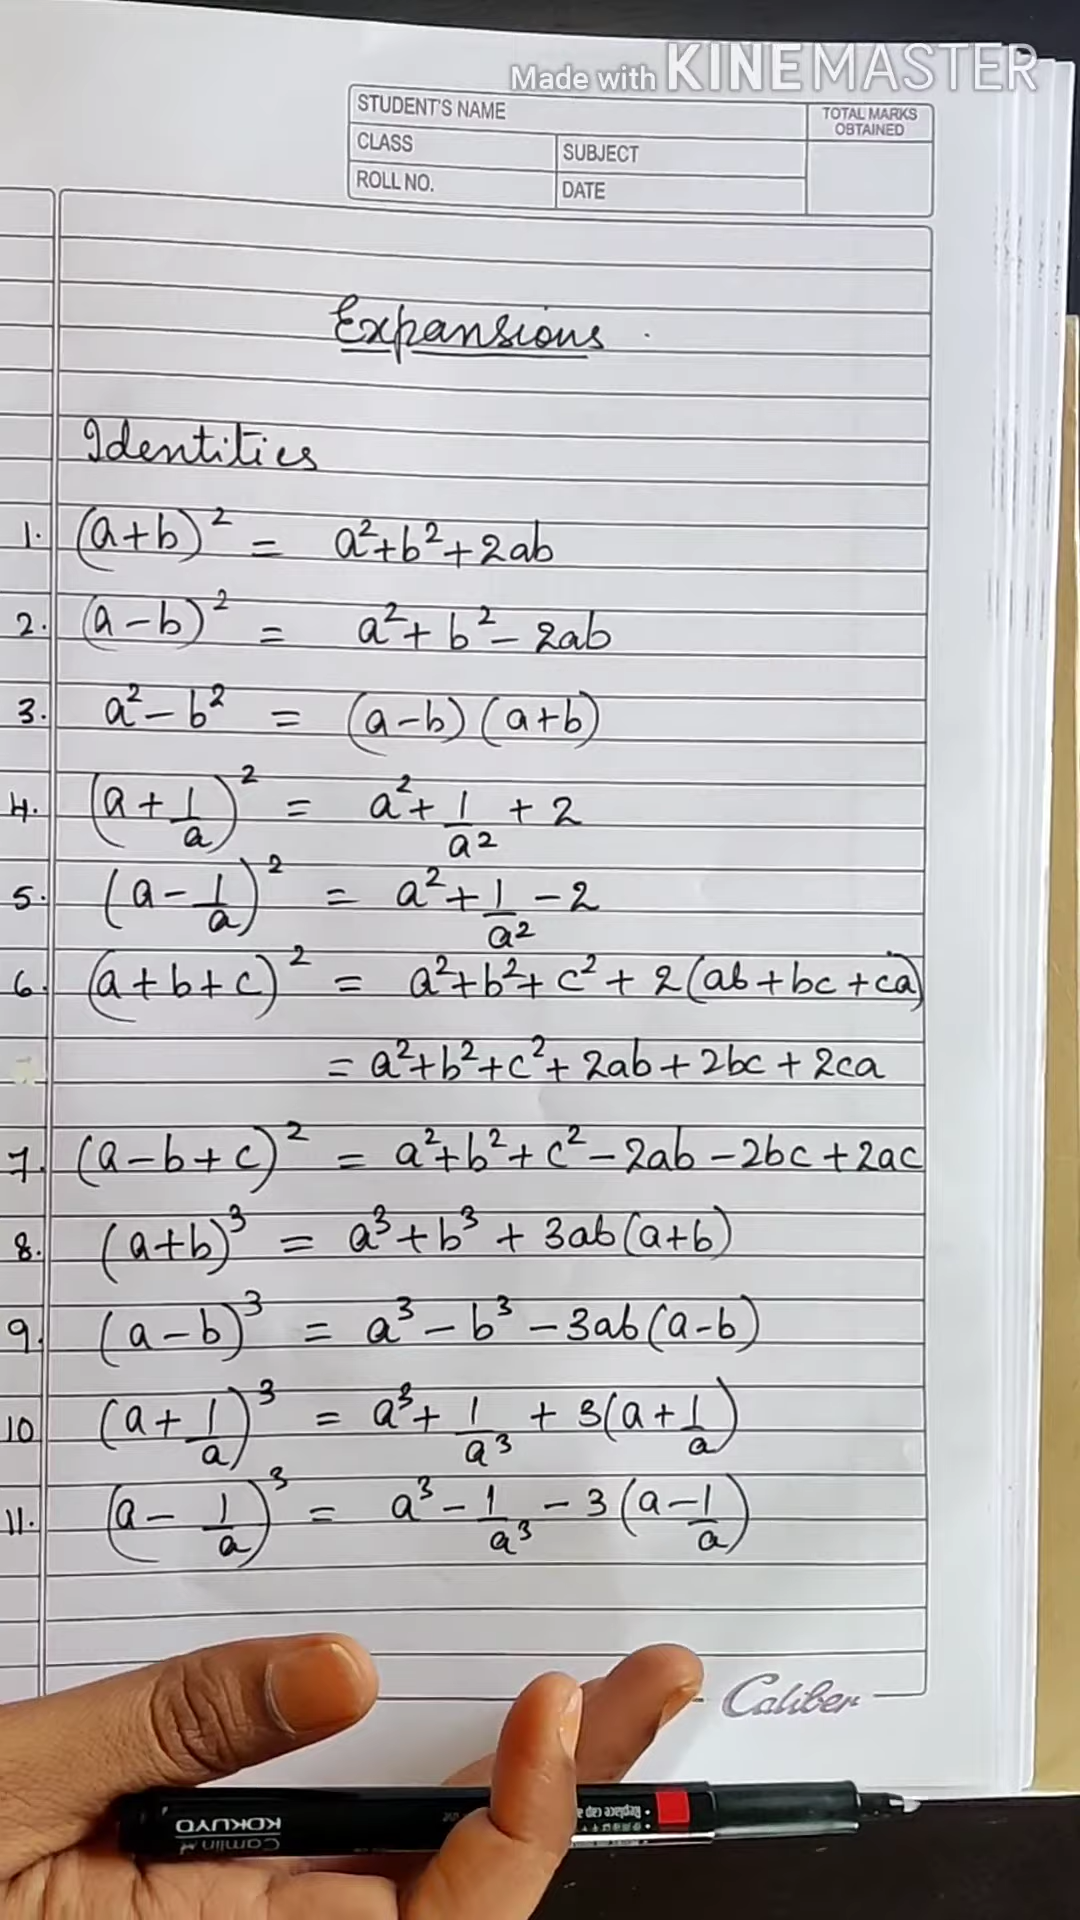 Made with KINEMASTER
STUDENT'S NAME
TOTAL MARKS OBTAINED
CLASS
SUBJECT
ROLL NO.
DATE
Expansions.
Identities
1. (a+b)² = a²+b²+2ab
2. (a-b)² = a²+b²-2ab
3. a²-b² = (a-b)(a+b)
4. (a+1/a)² = a²+1/a²+2
5. (a-1/a)² = a²+1/a²-2
6. (a+b+c)² = a²+b²+c²+2(ab+bc+ca)
= a²+b²+c²+2ab+2bc+2ca
7. (a-b+c)² = a²+b²+c²-2ab-2bc+2ac
8. (a+b)³ = a³+b³+3ab(a+b)
9. (a-b)³ = a³-b³-3ab(a-b)
10 (a+1/a)³ = a³+1/a³+3(a+1/a)
11. (a-1/a)³ = a³-1/a³-3(a-1/a)
Caliber
KOKUYO
Camlin
Replace cap a